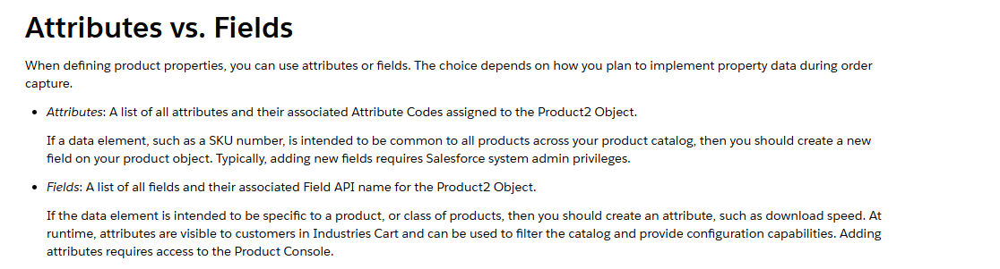 Attributes vs. Fields
When defining product properties, you can use attributes or fields. The choice depends on how you plan to implement property data during order
capture.
• Attributes: A list of all attributes and their associated Attribute Codes assigned to the Product2 Object.
If a data element, such as a SKU number, is intended to be common to all products across your product catalog, then you should create a new
field on your product object. Typically, adding new fields requires Salesforce system admin privileges.
• Fields: A list of all fields and their associated Field API name for the Product2 Object.
If the data element is intended to be specific to a product, or class of products, then you should create an attribute, such as download speed. At
runtime, attributes are visible to customers in Industries Cart and can be used to filter the catalog and provide configuration capabilities. Adding
attributes requires access to the Product Console.